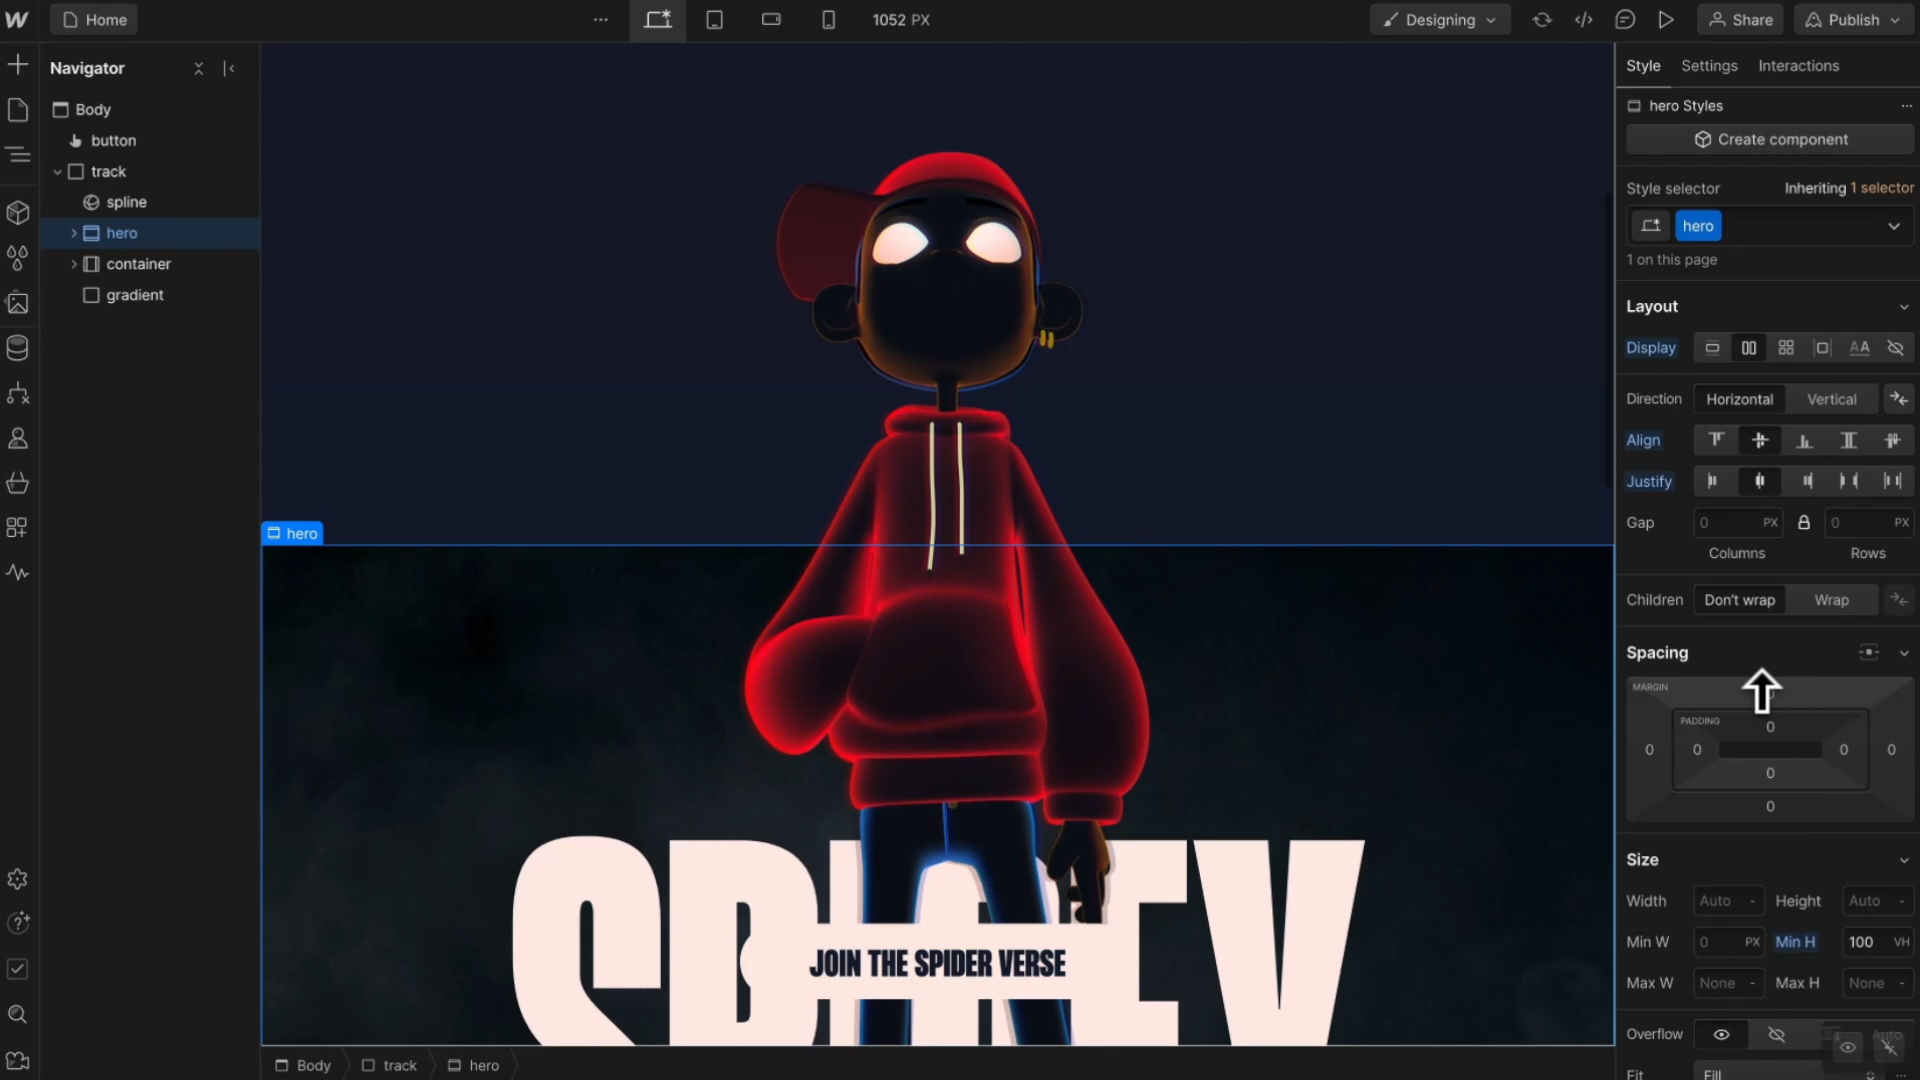 Home
1052 PX
Designing
Share
Publish
Navigator
Body
button
track
spline
hero
container
gradient
hero
JOIN THE SPIDER VERSE
Body
track
hero
Style
Settings
Interactions
hero Styles
Create component
Style selector
Inheriting 1 selector
hero
1 on this page
Layout
Display
Direction
Horizontal
Vertical
Align
Justify
Gap
0 PX
0 PX
Columns
Rows
Children
Don't wrap
Wrap
Spacing
MARGIN
PADDING
0
0
0
0
0
0
0
Size
Width
Auto -
Height
Auto -
Min W
0 PX
Min H
100 VH
Max W
None -
Max H
None -
Overflow
Auto
Fit
Fill